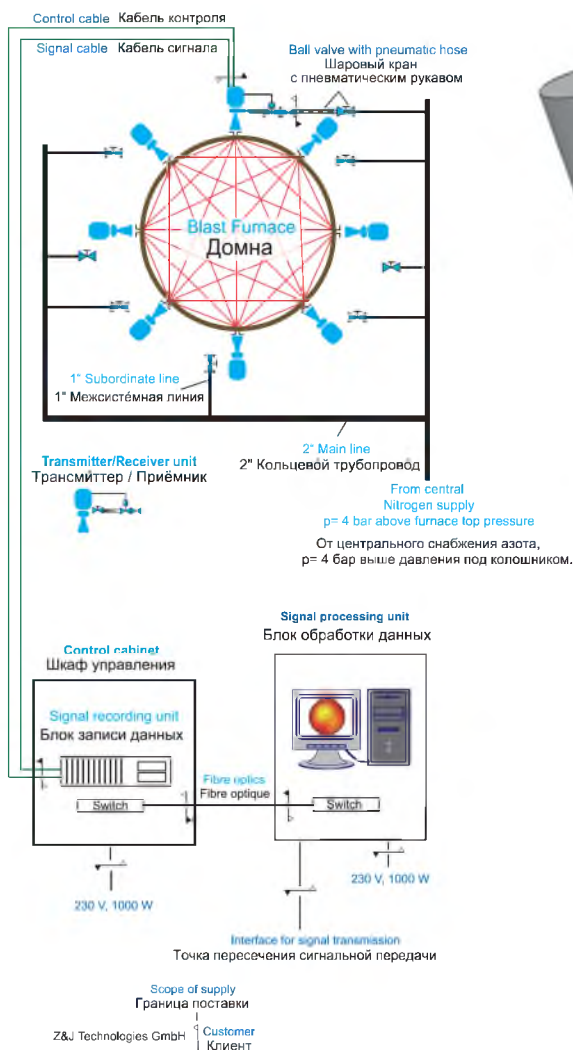 Control cable Кабель контроля
Signal cable Кабель сигнала
Ball valve with pneumatic hose
Шаровый кран
с пневматическим рукавом
Blast Furnace
Домна
1" Subordinate line
1" Межсистемная линия
2" Main line
2" Кольцевой трубопровод
Transmitter/Receiver unit
Трансмиттер / Приёмник
From central
Nitrogen supply
p= 4 bar above furnace top pressure
От центрального снабжения азота,
p= 4 бар выше давления под колошником.
Signal processing unit
Блок обработки данных
Control cabinet
Шкаф управления
Signal recording unit
Блок записи данных
Fibre optics
Fibre optique
Switch
Switch
230 V, 1000 W
230 V, 1000 W
Interface for signal transmission
Точка пересечения сигнальной передачи
Scope of supply
Граница поставки
Z&J Technologies GmbH
Customer
Клиент